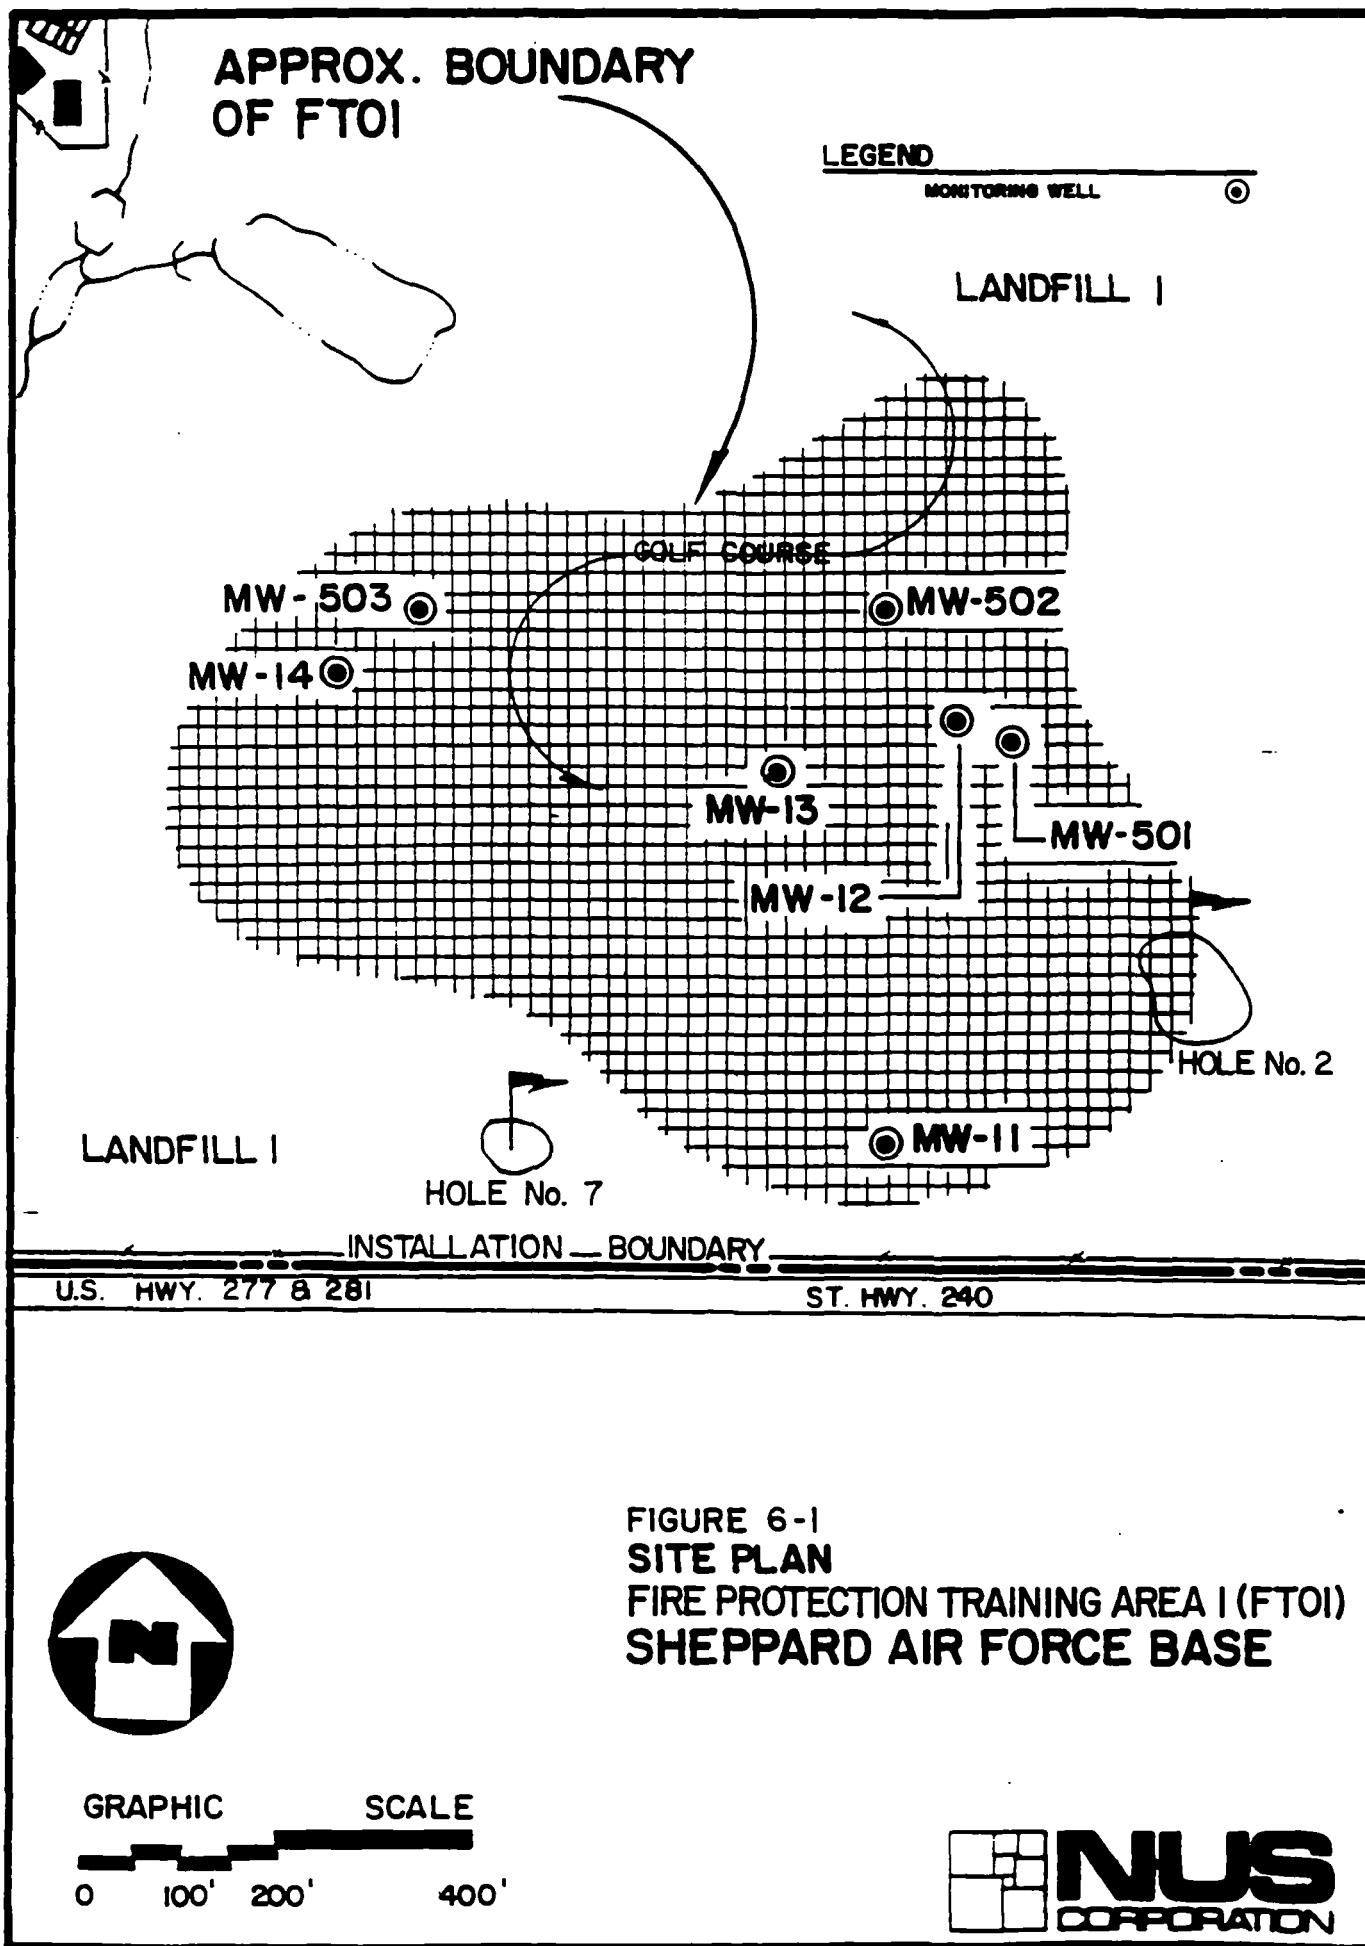 APPROX. BOUNDARY
OF FT01
LEGEND
MONITORING WELL
LANDFILL 1
GOLF COURSE
MW-503
MW-502
MW-14
MW-13
MW-501
MW-12
HOLE No. 2
MW-11
LANDFILL 1
HOLE No. 7
INSTALLATION BOUNDARY
U.S. HWY. 277 & 281
ST. HWY. 240
FIGURE 6-1
SITE PLAN
FIRE PROTECTION TRAINING AREA 1 (FT01)
SHEPPARD AIR FORCE BASE
N
GRAPHIC SCALE
0 100' 200' 400'
NUS
CORPORATION